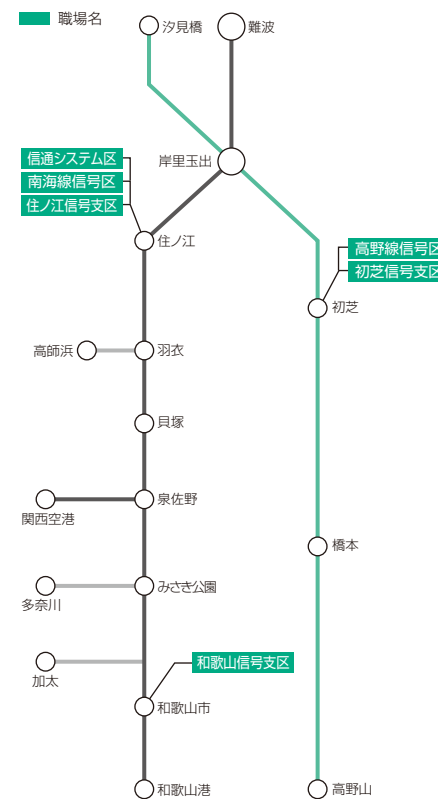 職場名
汐見橋
難波
岸里玉出
信通システム区
南海線信号区
住ノ江信号支区
住ノ江
高野線信号区
初芝信号支区
初芝
高師浜
羽衣
貝塚
泉佐野
関西空港
橋本
みさき公園
多奈川
和歌山信号支区
加太
和歌山市
和歌山港
高野山